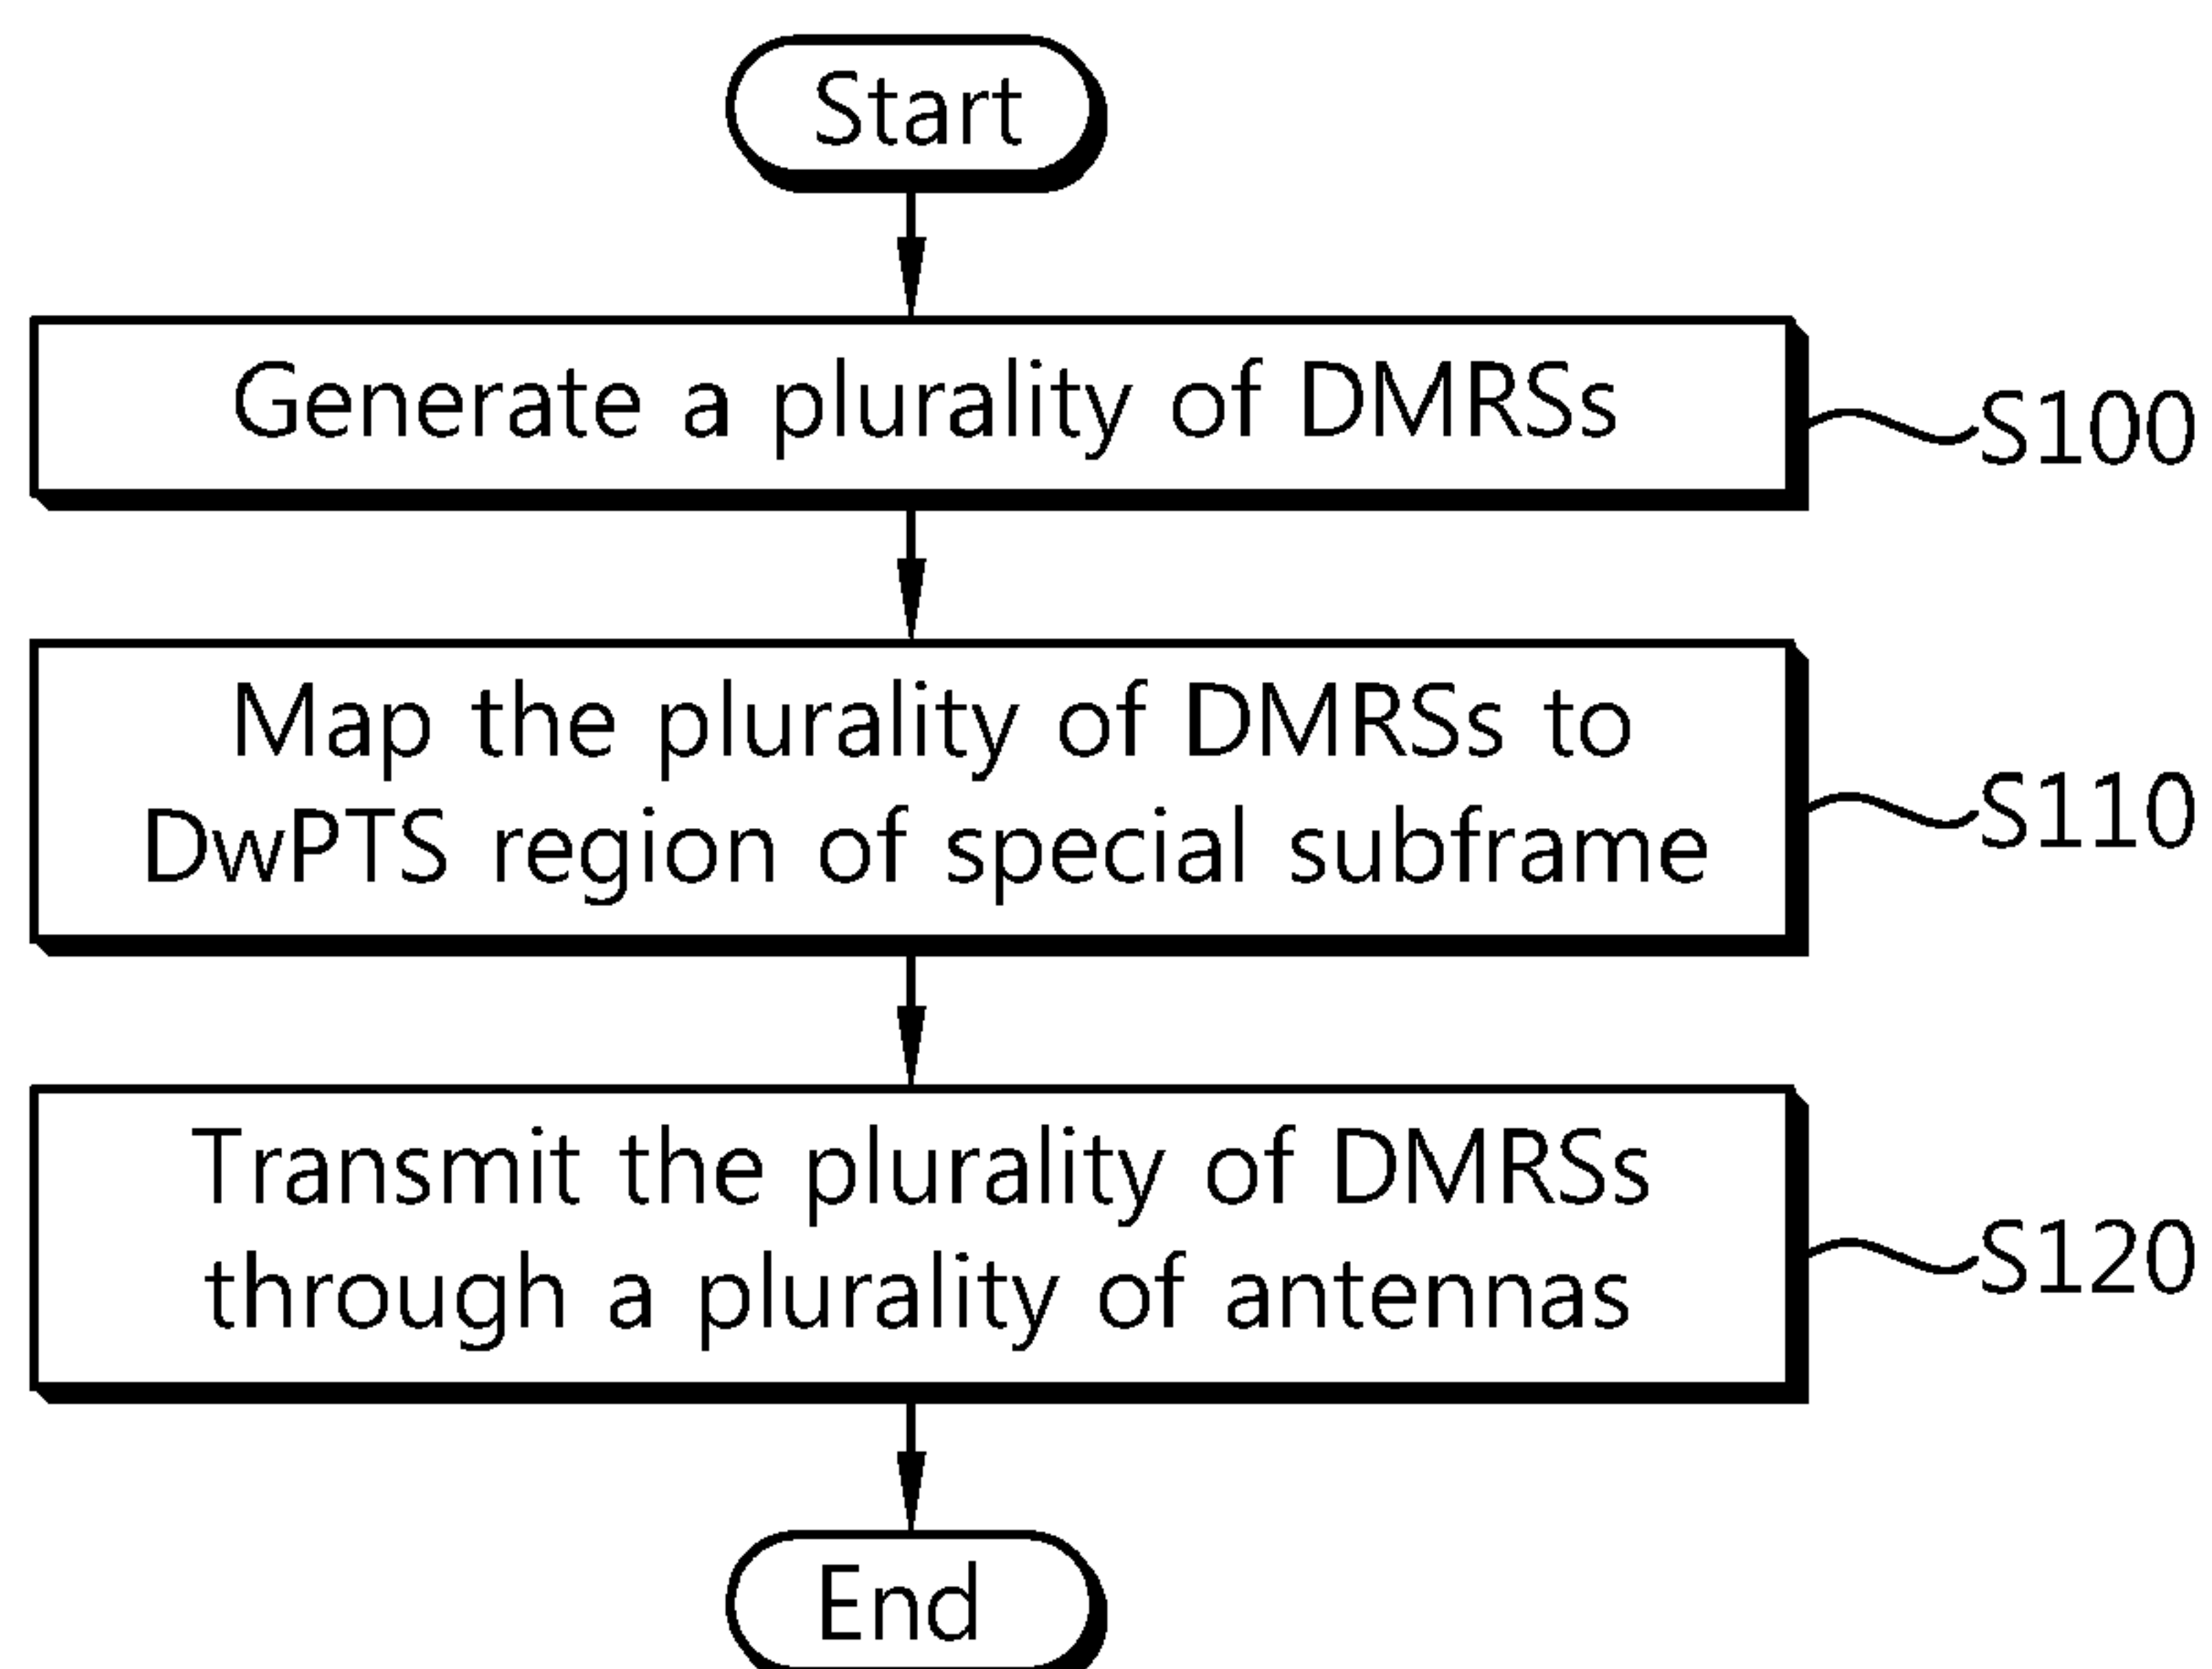 Start
Generate a plurality of DMRSs
S100
Map the plurality of DMRSs to
DwPTS region of special subframe
S110
Transmit the plurality of DMRSs
through a plurality of antennas
S120
End